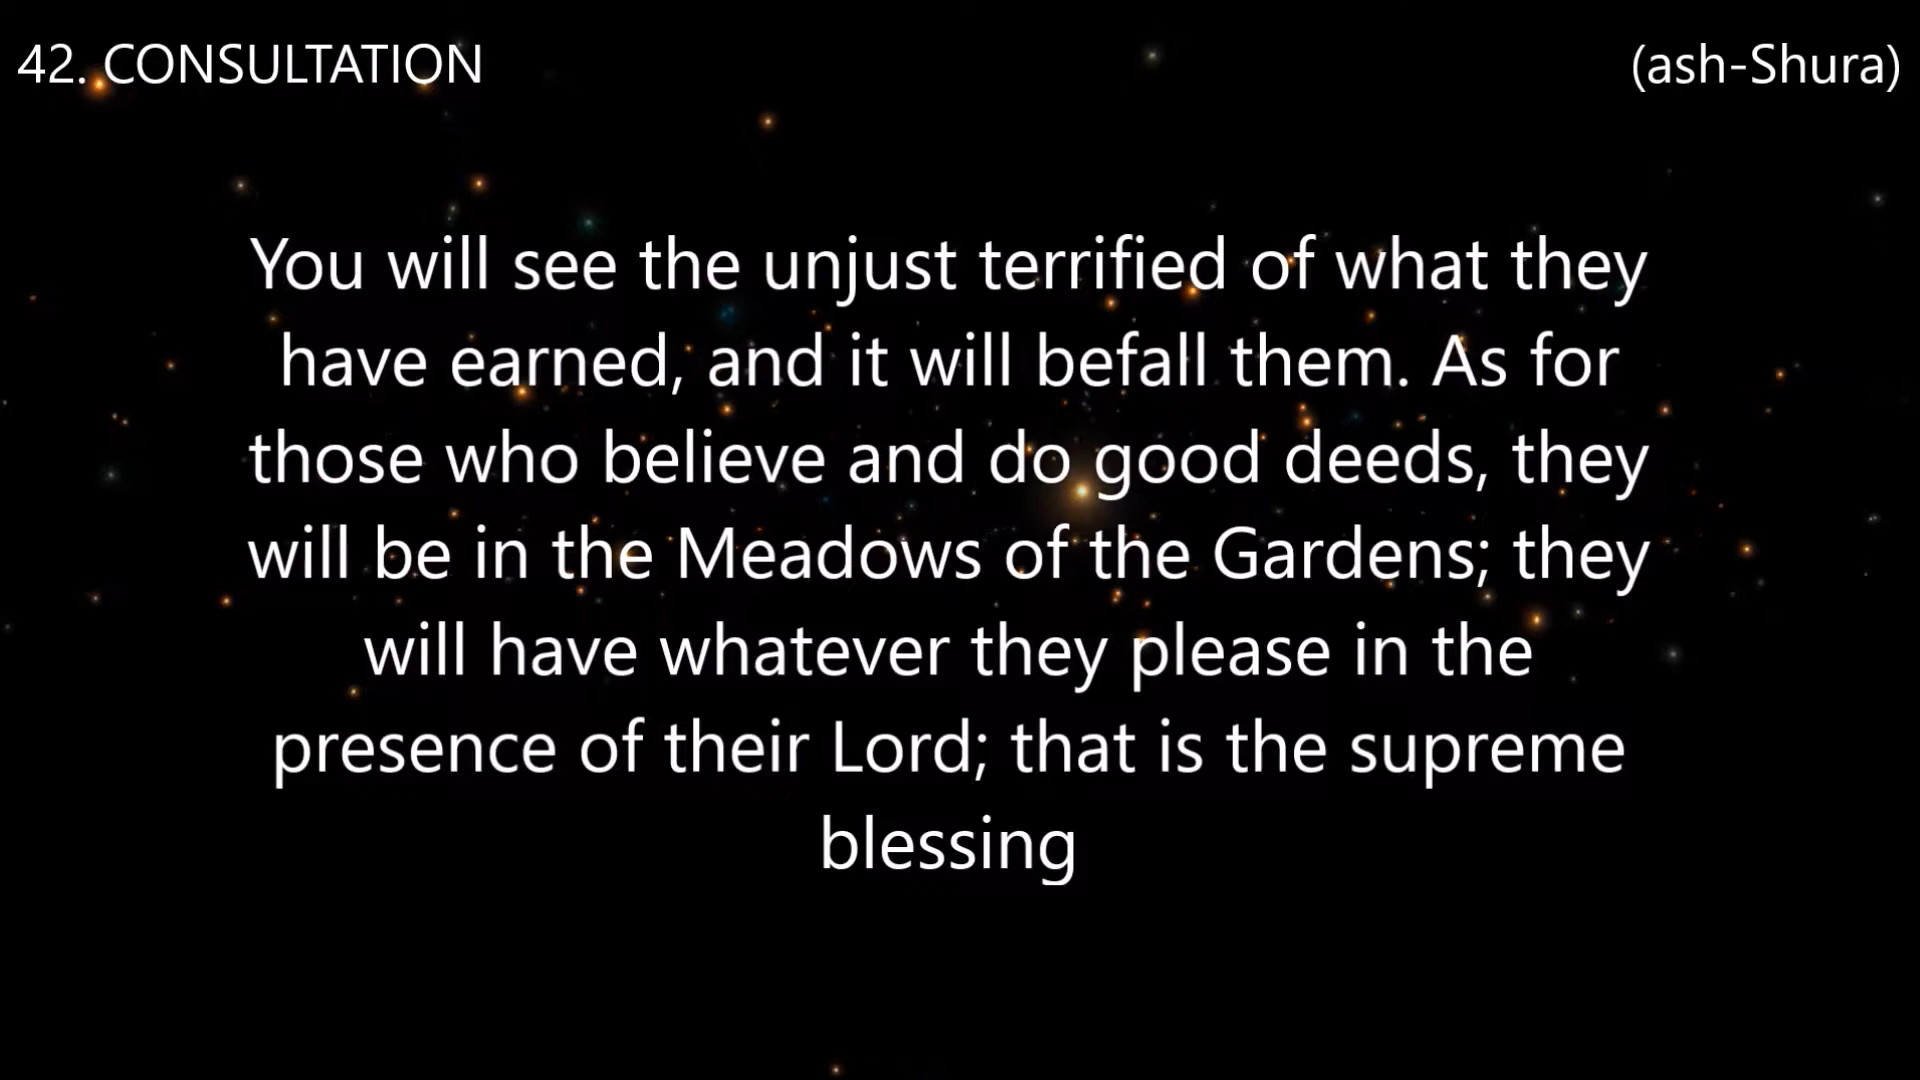 42. CONSULTATION (ash-Shura)
You will see the unjust terrified of what they
have earned, and it will befall them. As for
those who believe and do good deeds, they
will be in the Meadows of the Gardens; they
will have whatever they please in the
presence of their Lord; that is the supreme
blessing